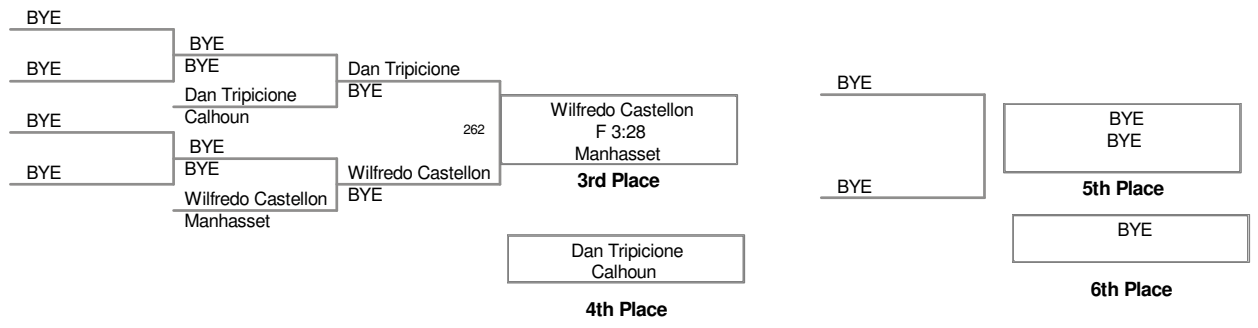 BYE
BYE
BYE
BYE
BYE
BYE
Dan Tripicione
Calhoun
BYE
BYE
Wilfredo Castellon
Manhasset
Dan Tripicione
BYE
262
Wilfredo Castellon
BYE
Wilfredo Castellon
F 3:28
Manhasset
3rd Place
Dan Tripicione
Calhoun
4th Place
BYE
BYE
BYE
BYE
5th Place
BYE
6th Place